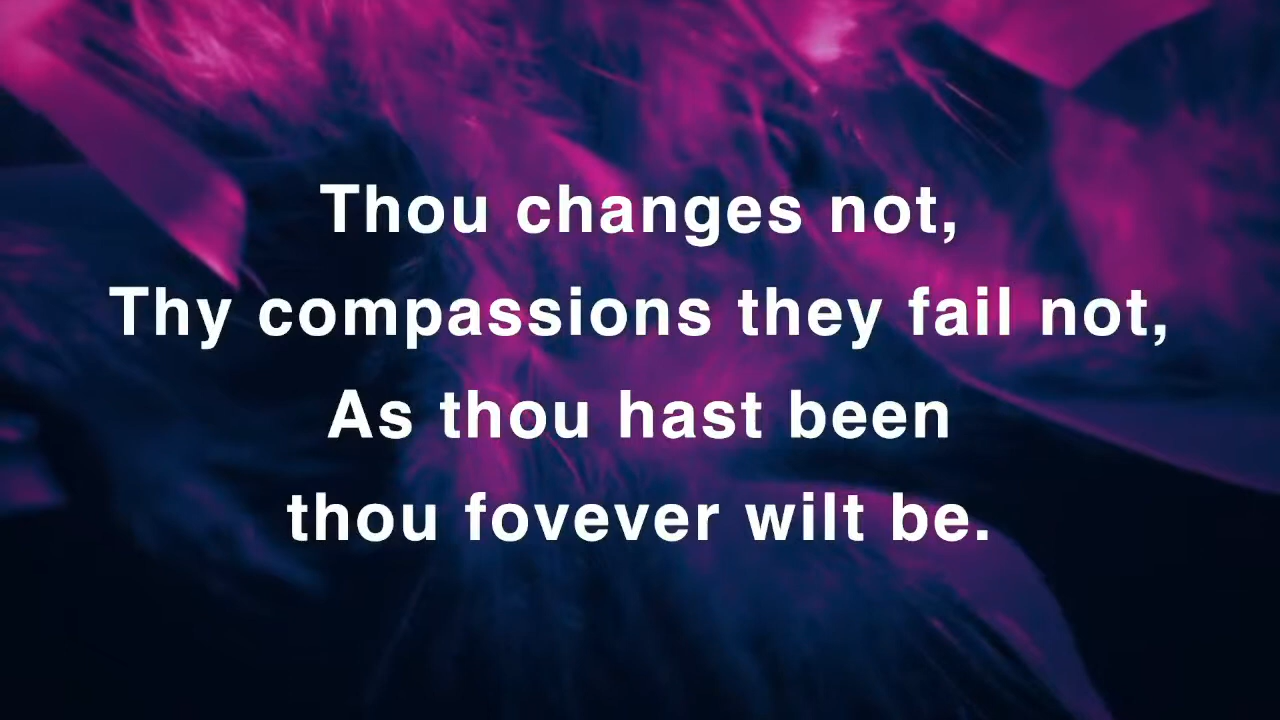 Thou changes not,
Thy compassions they fail not,
As thou hast been
thou fovever wilt be.